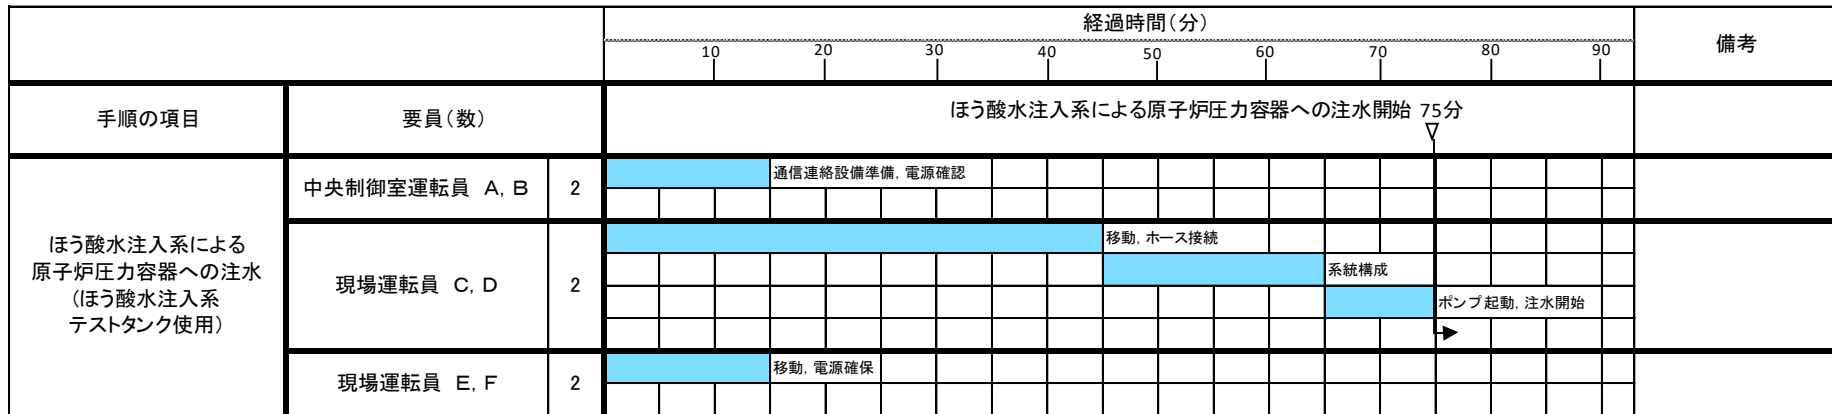 経過時間（分）
備考
10 20 30 40 50 60 70 80 90
手順の項目
要員（数）
ほう酸水注入系による原子炉圧力容器への注水開始 75分
ほう酸水注入系による
原子炉圧力容器への注水
（ほう酸水注入系
テストタンク使用）
中央制御室運転員 A，B
2
通信連絡設備準備，電源確認
現場運転員 C，D
2
移動，ホース接続
系統構成
ポンプ起動，注水開始
現場運転員 E，F
2
移動，電源確保